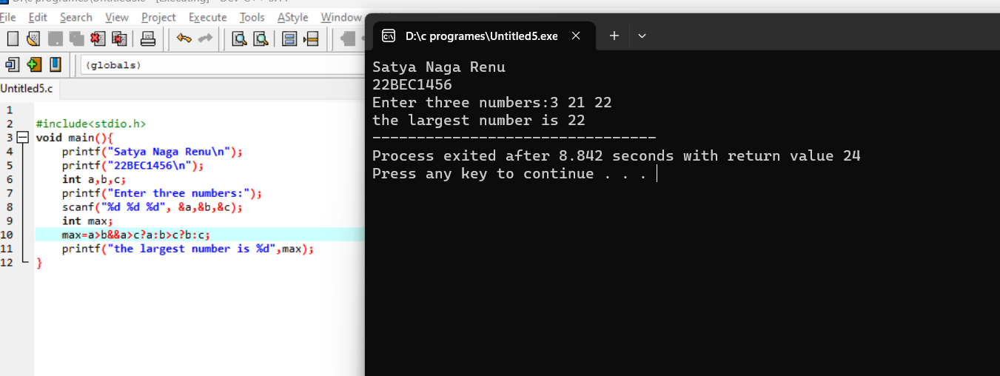 File Edit Search View Project Execute Tools AStyle Window
(globals)
Untitled5.c
1
2 #include<stdio.h>
3 void main(){
4 printf("Satya Naga Renu\n");
5 printf("22BEC1456\n");
6 int a,b,c;
7 printf("Enter three numbers:");
8 scanf("%d %d %d", &a,&b,&c);
9 int max;
10 max=a>b&&a>c?a:b>c?b:c;
11 printf("the largest number is %d",max);
12 }
D:\c programes\Untitled5.exe
Satya Naga Renu
22BEC1456
Enter three numbers:3 21 22
the largest number is 22
--------------------------------
Process exited after 8.842 seconds with return value 24
Press any key to continue . . .